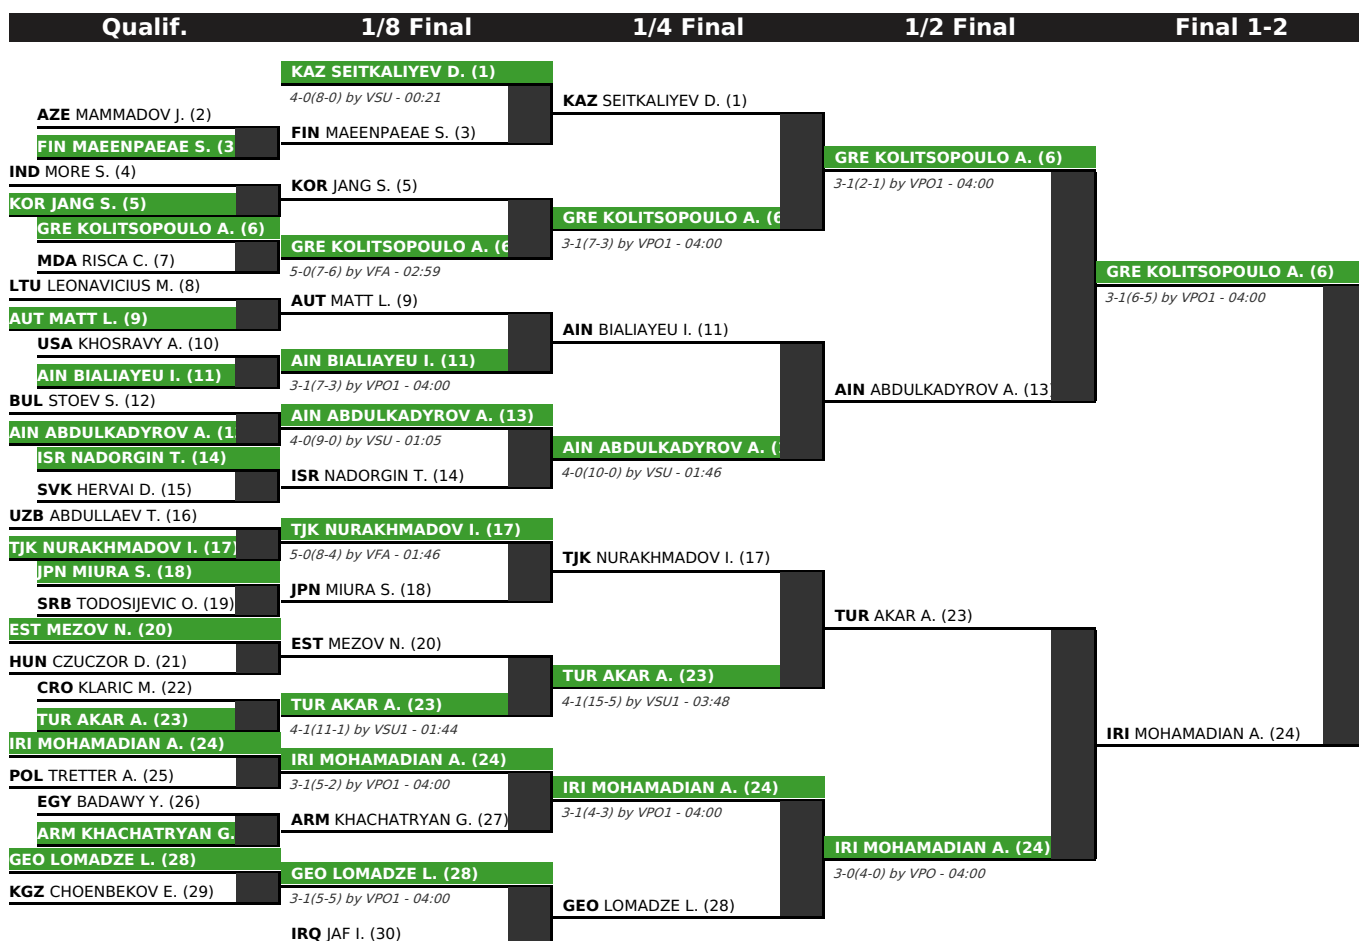 Qualif.
1/8 Final
1/4 Final
1/2 Final
Final 1-2
AZE MAMMADOV J. (2)
FIN MAEENPAEAE S. (3
IND MORE S. (4)
KOR JANG S. (5)
GRE KOLITSOPOULO A. (6)
MDA RISCA C. (7)
LTU LEONAVICIUS M. (8)
AUT MATT L. (9)
USA KHOSRAVY A. (10)
AIN BIALIAYEU I. (11)
BUL STOEV S. (12)
AIN ABDULKADYROV A. (1
ISR NADORGIN T. (14)
SVK HERVAI D. (15)
UZB ABDULLAEV T. (16)
TJK NURAKHMADOV I. (17)
JPN MIURA S. (18)
SRB TODOSIJEVIC O. (19)
EST MEZOV N. (20)
HUN CZUCZOR D. (21)
CRO KLARIC M. (22)
TUR AKAR A. (23)
IRI MOHAMADIAN A. (24)
POL TRETTER A. (25)
EGY BADAWY Y. (26)
ARM KHACHATRYAN G.
GEO LOMADZE L. (28)
KGZ CHOENBEKOV E. (29)
KAZ SEITKALIYEV D. (1)
4-0(8-0) by VSU - 00:21
FIN MAEENPAEAE S. (3)
KOR JANG S. (5)
GRE KOLITSOPOULO A. (6
5-0(7-6) by VFA - 02:59
AUT MATT L. (9)
AIN BIALIAYEU I. (11)
3-1(7-3) by VPO1 - 04:00
AIN ABDULKADYROV A. (13)
4-0(9-0) by VSU - 01:05
ISR NADORGIN T. (14)
TJK NURAKHMADOV I. (17)
5-0(8-4) by VFA - 01:46
JPN MIURA S. (18)
EST MEZOV N. (20)
TUR AKAR A. (23)
4-1(11-1) by VSU1 - 01:44
IRI MOHAMADIAN A. (24)
3-1(5-2) by VPO1 - 04:00
ARM KHACHATRYAN G. (27)
GEO LOMADZE L. (28)
3-1(5-5) by VPO1 - 04:00
IRQ JAF I. (30)
KAZ SEITKALIYEV D. (1)
GRE KOLITSOPOULO A. (6
3-1(7-3) by VPO1 - 04:00
AIN BIALIAYEU I. (11)
AIN ABDULKADYROV A. (
4-0(10-0) by VSU - 01:46
TJK NURAKHMADOV I. (17)
TUR AKAR A. (23)
4-1(15-5) by VSU1 - 03:48
IRI MOHAMADIAN A. (24)
3-1(4-3) by VPO1 - 04:00
GEO LOMADZE L. (28)
GRE KOLITSOPOULO A. (6)
3-1(2-1) by VPO1 - 04:00
AIN ABDULKADYROV A. (13)
TUR AKAR A. (23)
IRI MOHAMADIAN A. (24)
3-0(4-0) by VPO - 04:00
GRE KOLITSOPOULO A. (6)
3-1(6-5) by VPO1 - 04:00
IRI MOHAMADIAN A. (24)